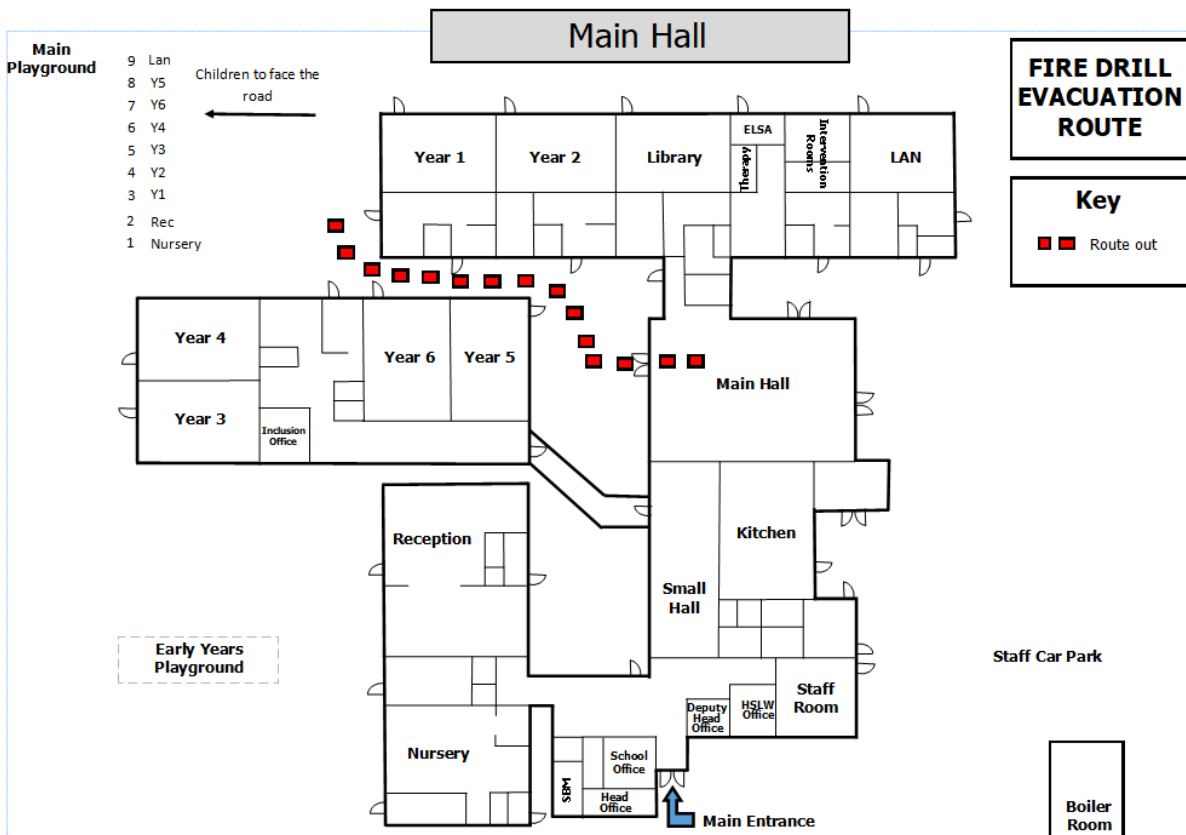 Main Hall
Main
Playground
9 Lan
8 Y5
7 Y6
6 Y4
5 Y3
4 Y2
3 Y1
2 Rec
1 Nursery
Children to face the
road
FIRE DRILL
EVACUATION
ROUTE
Key
Route out
Year 1
Year 2
Library
ELSA
Therapy
Intervention
Rooms
LAN
Year 4
Year 3
Inclusion
Office
Year 6
Year 5
Main Hall
Reception
Kitchen
Small
Hall
Early Years
Playground
Staff Car Park
Staff
Room
HSLW
Office
Deputy
Head
Office
Nursery
SBM
School
Office
Head
Office
Main Entrance
Boiler
Room